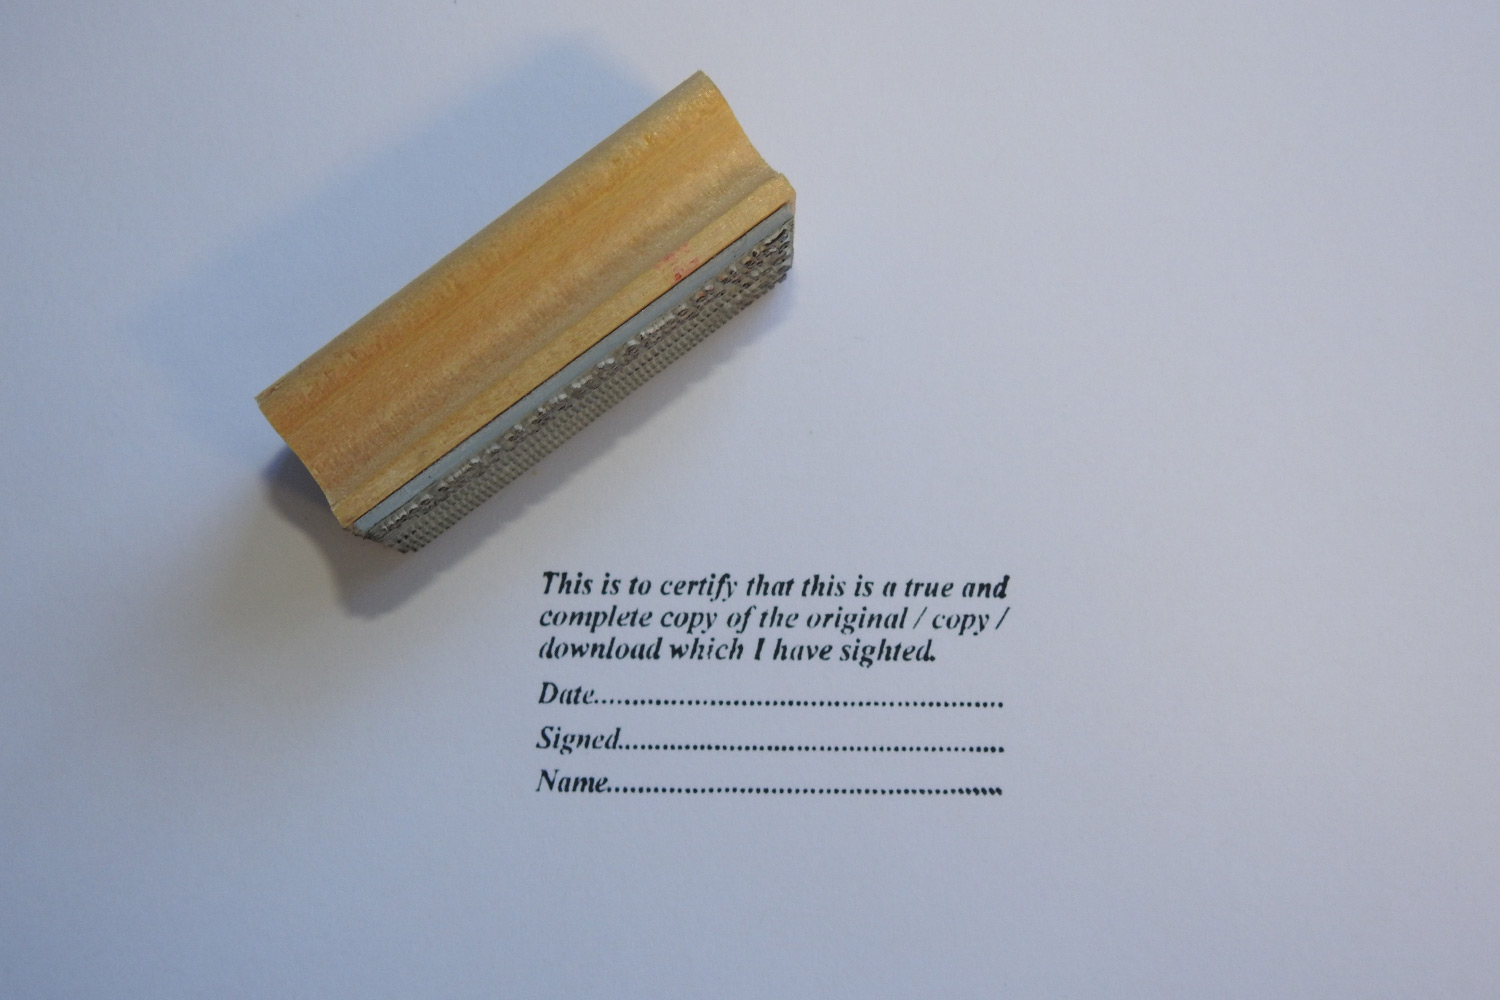 This is to certify that this is a true and
complete copy of the original / copy /
download which I have sighted.
Date..........................................................
Signed......................................................
Name........................................................